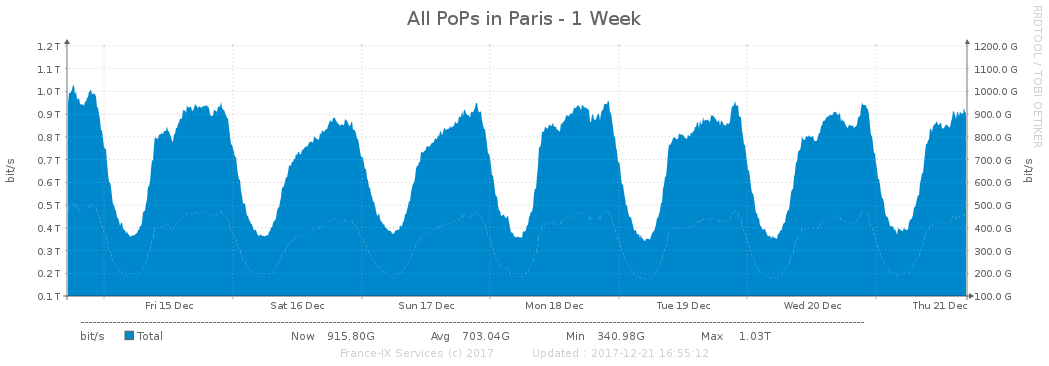 All PoPs in Paris - 1 Week
RRDTOOL / TOBI OETIKER
1.2 T 1200.0 G
1.1 T 1100.0 G
1.0 T 1000.0 G
0.9 T 900.0 G
0.8 T 800.0 G
0.7 T 700.0 G
0.6 T 600.0 G
0.5 T 500.0 G
0.4 T 400.0 G
0.3 T 300.0 G
0.2 T 200.0 G
0.1 T 100.0 G
bit/s
bit/s
Fri 15 Dec Sat 16 Dec Sun 17 Dec Mon 18 Dec Tue 19 Dec Wed 20 Dec Thu 21 Dec
bit/s Total Now 915.80G Avg 703.04G Min 340.98G Max 1.03T
France-IX Services (c) 2017 Updated : 2017-12-21 16:55:12